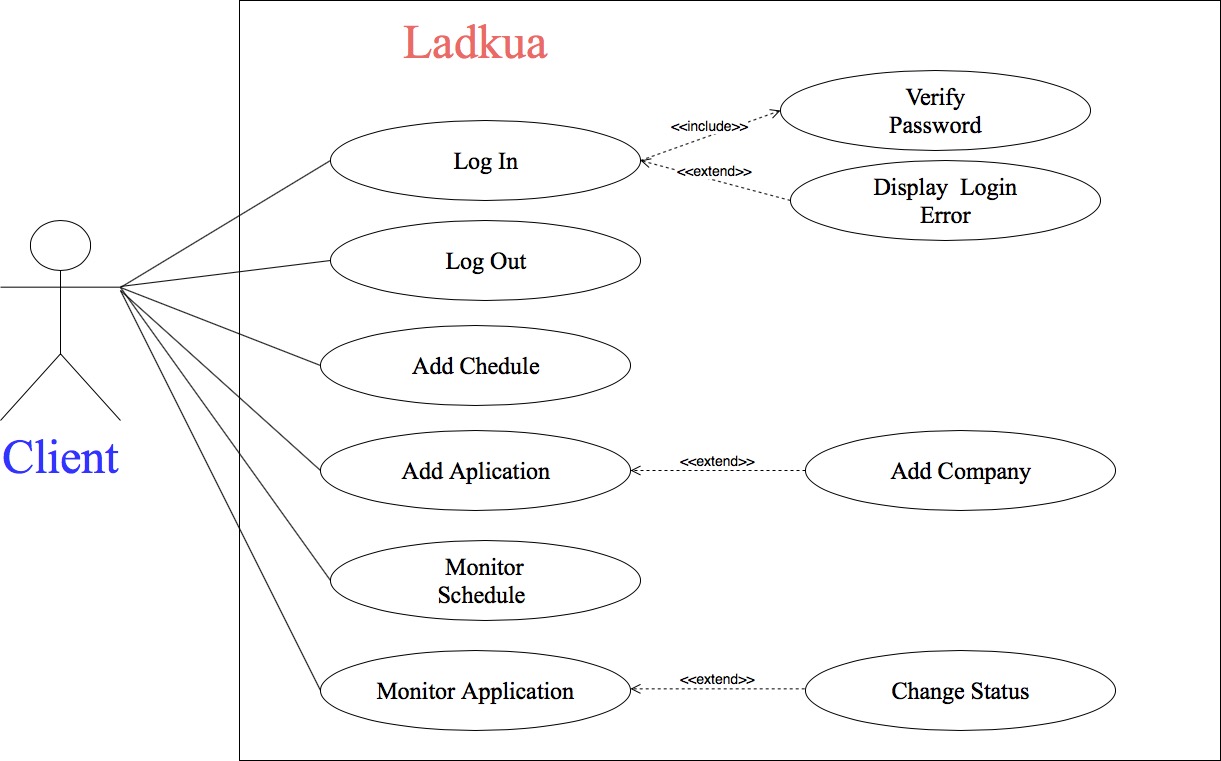 Ladkua
Verify
Password
<<include>>
Log In
<<extend>>
Display Login
Error
Log Out
Add Chedule
Client
Add Aplication
<<extend>>
Add Company
Monitor
Schedule
Monitor Application
<<extend>>
Change Status